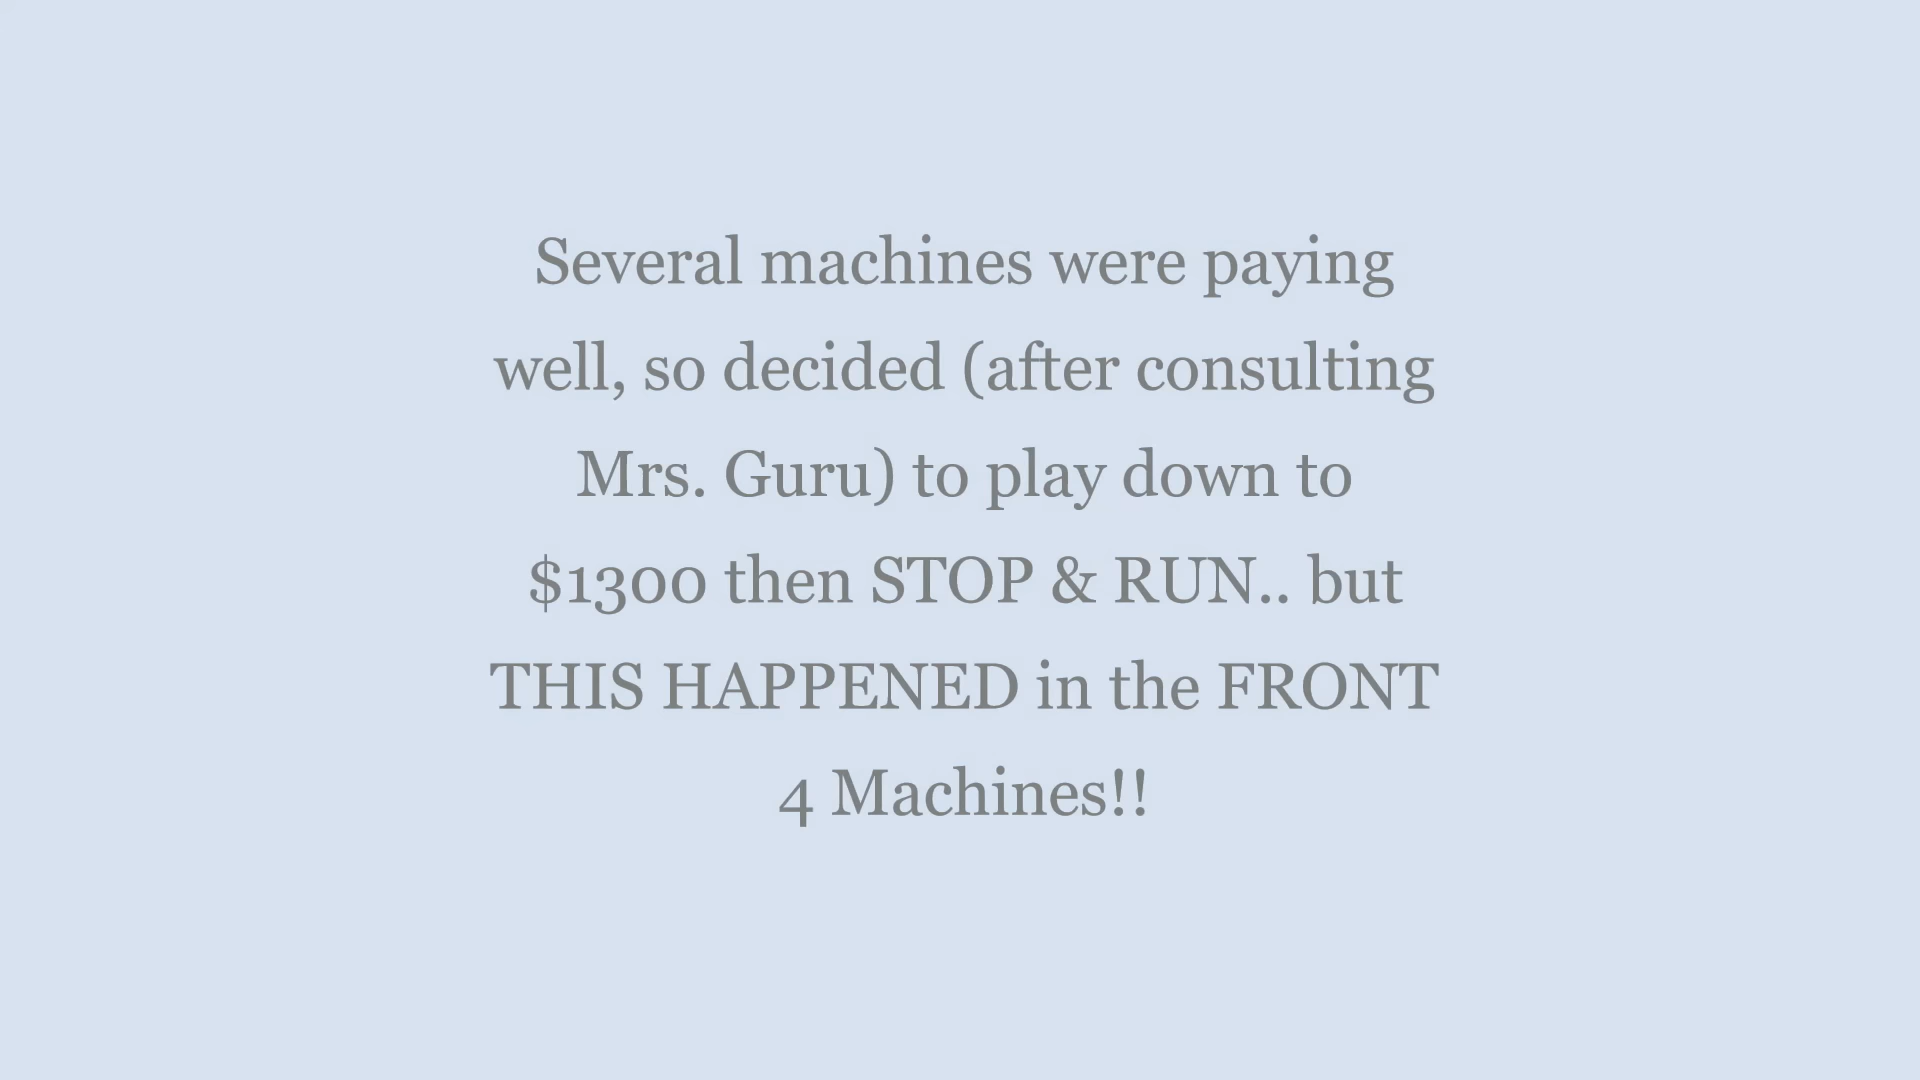 Several machines were paying
well, so decided (after consulting
Mrs. Guru) to play down to
$1300 then STOP & RUN.. but
THIS HAPPENED in the FRONT
4 Machines!!